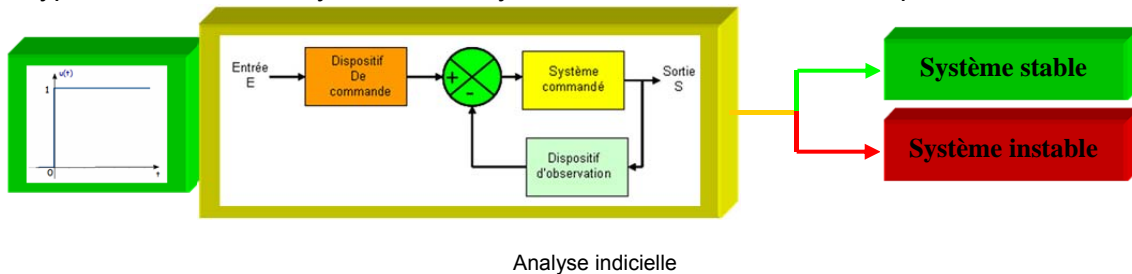 u(t)
1
0
t
Entrée
E
Dispositif
De
commande
+
-
Système
commandé
Sortie
S
Dispositif
d'observation
Système stable
Système instable
Analyse indicielle